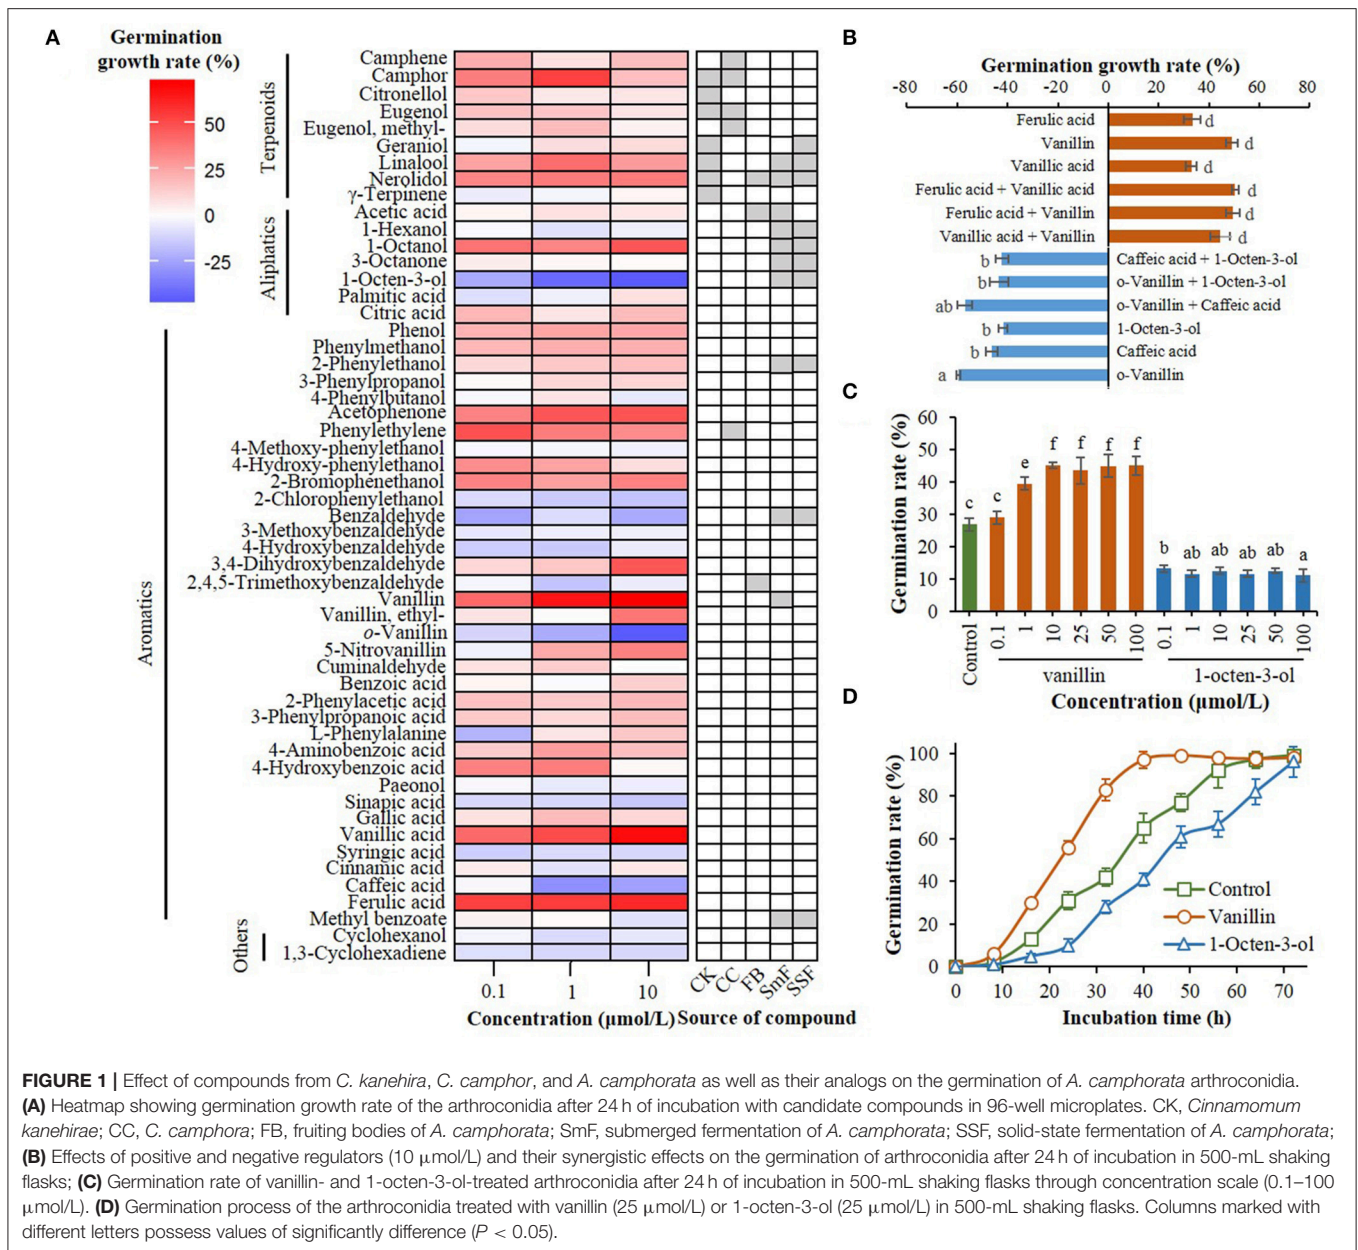 A
Germination
growth rate (%)
50
25
0
-25
Terpenoids
Aliphatics
Aromatics
Others
Camphene
Camphor
Citronellol
Eugenol
Eugenol, methyl-
Geraniol
Linalool
Nerolidol
γ-Terpinene
Acetic acid
1-Hexanol
1-Octanol
3-Octanone
1-Octen-3-ol
Palmitic acid
Citric acid
Phenol
Phenylmethanol
2-Phenylethanol
3-Phenylpropanol
4-Phenylbutanol
Acetophenone
Phenylethylene
4-Methoxy-phenylethanol
4-Hydroxy-phenylethanol
2-Bromophenethanol
2-Chlorophenylethanol
Benzaldehyde
3-Methoxybenzaldehyde
4-Hydroxybenzaldehyde
3,4-Dihydroxybenzaldehyde
2,4,5-Trimethoxybenzaldehyde
Vanillin
Vanillin, ethyl-
o-Vanillin
5-Nitrovanillin
Cuminaldehyde
Benzoic acid
2-Phenylacetic acid
3-Phenylpropanoic acid
L-Phenylalanine
4-Aminobenzoic acid
4-Hydroxybenzoic acid
Paeonol
Sinapic acid
Gallic acid
Vanillic acid
Syringic acid
Cinnamic acid
Caffeic acid
Ferulic acid
Methyl benzoate
Cyclohexanol
1,3-Cyclohexadiene
0.1 1 10
Concentration (μmol/L)
CK CC FB SmF SSF
Source of compound
B
Germination growth rate (%)
-80 -60 -40 -20 0 20 40 60 80
Ferulic acid d
Vanillin d
Vanillic acid d
Ferulic acid + Vanillic acid d
Ferulic acid + Vanillin d
Vanillic acid + Vanillin d
b Caffeic acid + 1-Octen-3-ol
b o-Vanillin + 1-Octen-3-ol
ab o-Vanillin + Caffeic acid
b 1-Octen-3-ol
b Caffeic acid
a o-Vanillin
C
Germination rate (%)
60
50
40
30
20
10
0
c c e f f f f b ab ab ab ab a
Control 0.1 1 10 25 50 100 0.1 1 10 25 50 100
vanillin 1-octen-3-ol
Concentration (μmol/L)
D
Germination rate (%)
100
80
60
40
20
0
Control
Vanillin
1-Octen-3-ol
0 10 20 30 40 50 60 70
Incubation time (h)
FIGURE 1 | Effect of compounds from C. kanehira, C. camphor, and A. camphorata as well as their analogs on the germination of A. camphorata arthroconidia.
(A) Heatmap showing germination growth rate of the arthroconidia after 24 h of incubation with candidate compounds in 96-well microplates. CK, Cinnamomum
kanehirae; CC, C. camphora; FB, fruiting bodies of A. camphorata; SmF, submerged fermentation of A. camphorata; SSF, solid-state fermentation of A. camphorata;
(B) Effects of positive and negative regulators (10 μmol/L) and their synergistic effects on the germination of arthroconidia after 24 h of incubation in 500-mL shaking
flasks; (C) Germination rate of vanillin- and 1-octen-3-ol-treated arthroconidia after 24 h of incubation in 500-mL shaking flasks through concentration scale (0.1–100
μmol/L). (D) Germination process of the arthroconidia treated with vanillin (25 μmol/L) or 1-octen-3-ol (25 μmol/L) in 500-mL shaking flasks. Columns marked with
different letters possess values of significantly difference (P < 0.05).